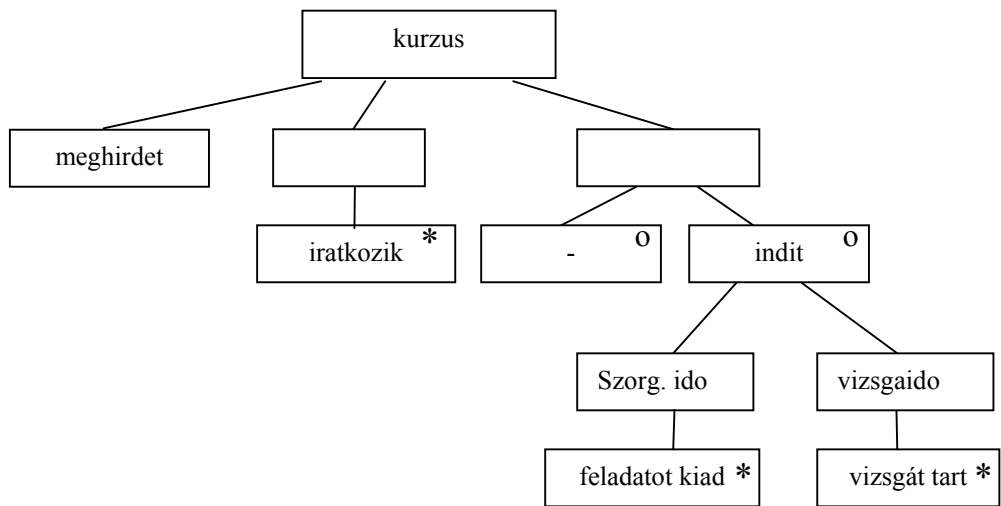 kurzus
meghirdet
iratkozik *
- o
indit o
Szorg. ido
vizsgaido
feladatot kiad *
vizsgát tart *